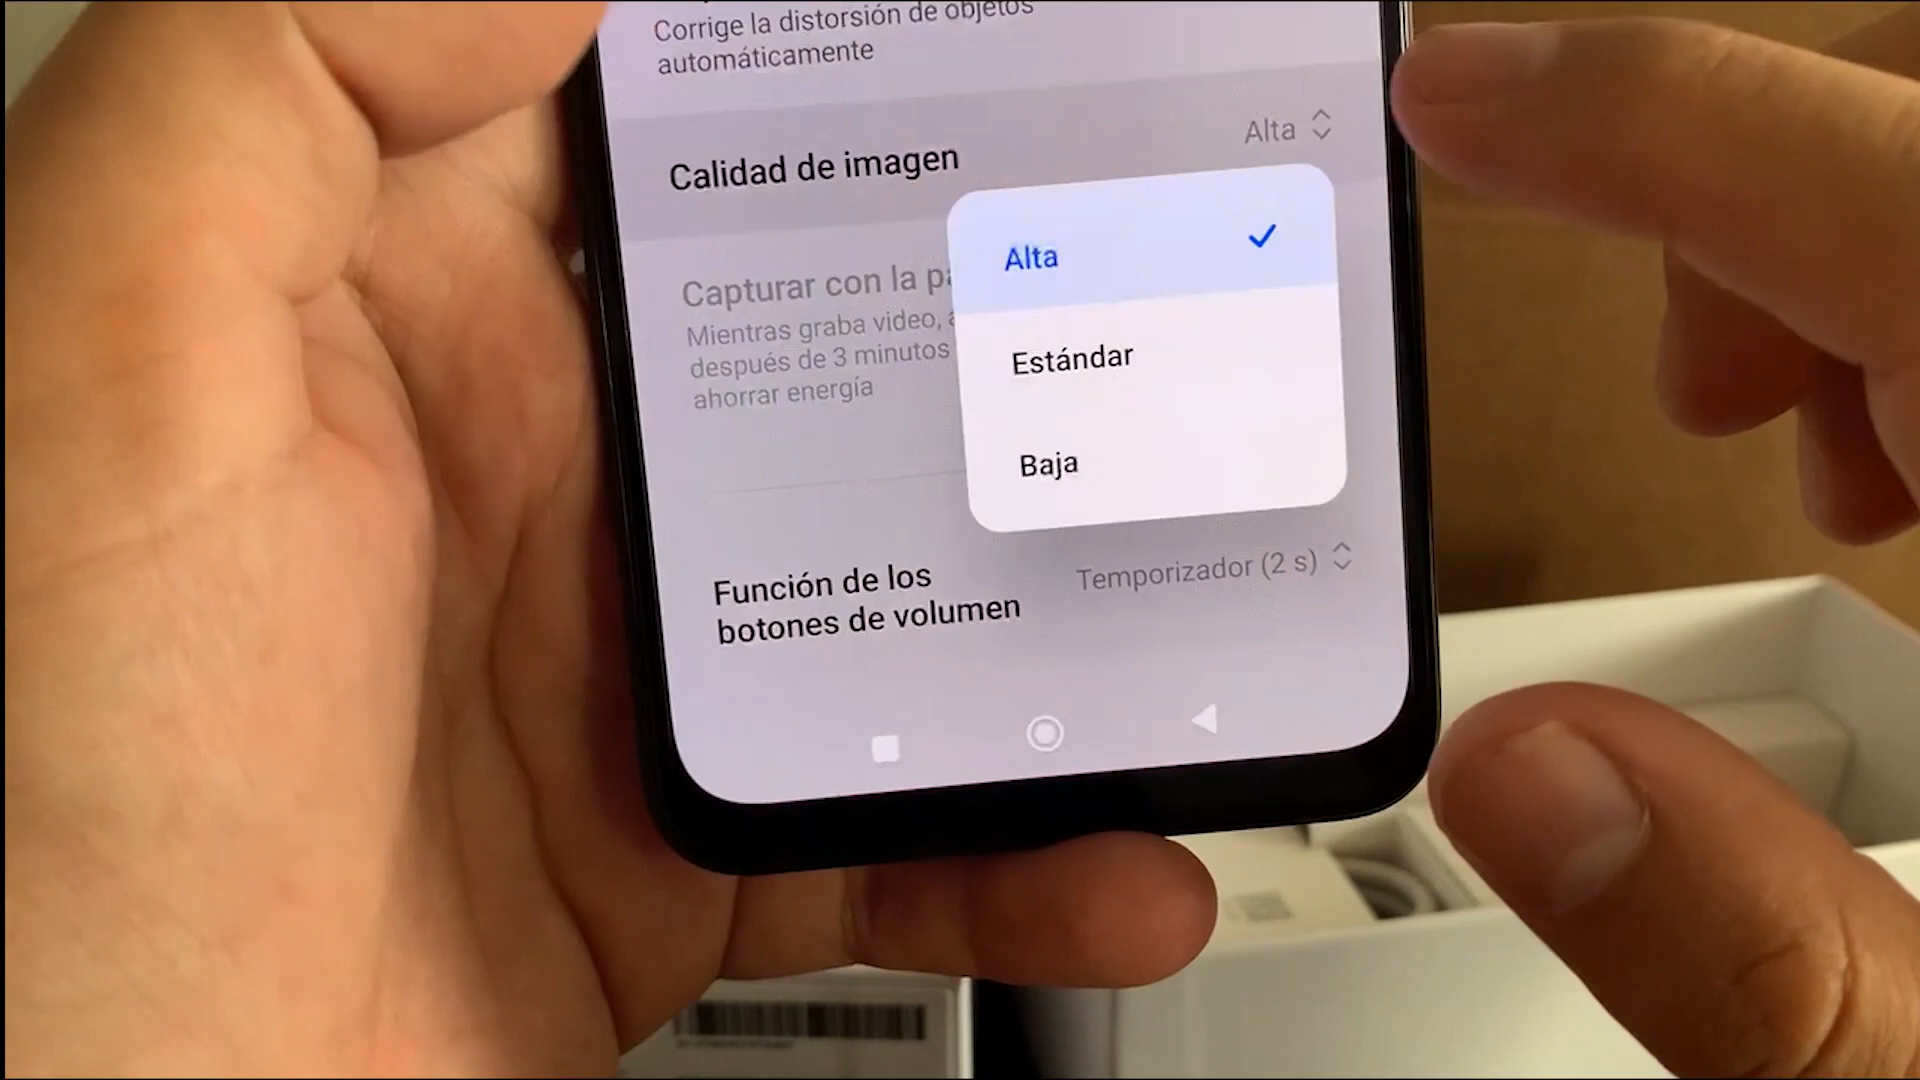 Corrige la distorsión de objetos
automáticamente
Calidad de imagen
Alta
Alta
Estándar
Baja
Capturar con la
Mientras graba video,
después de 3 minutos
ahorrar energía
Función de los
botones de volumen
Temporizador (2 s)